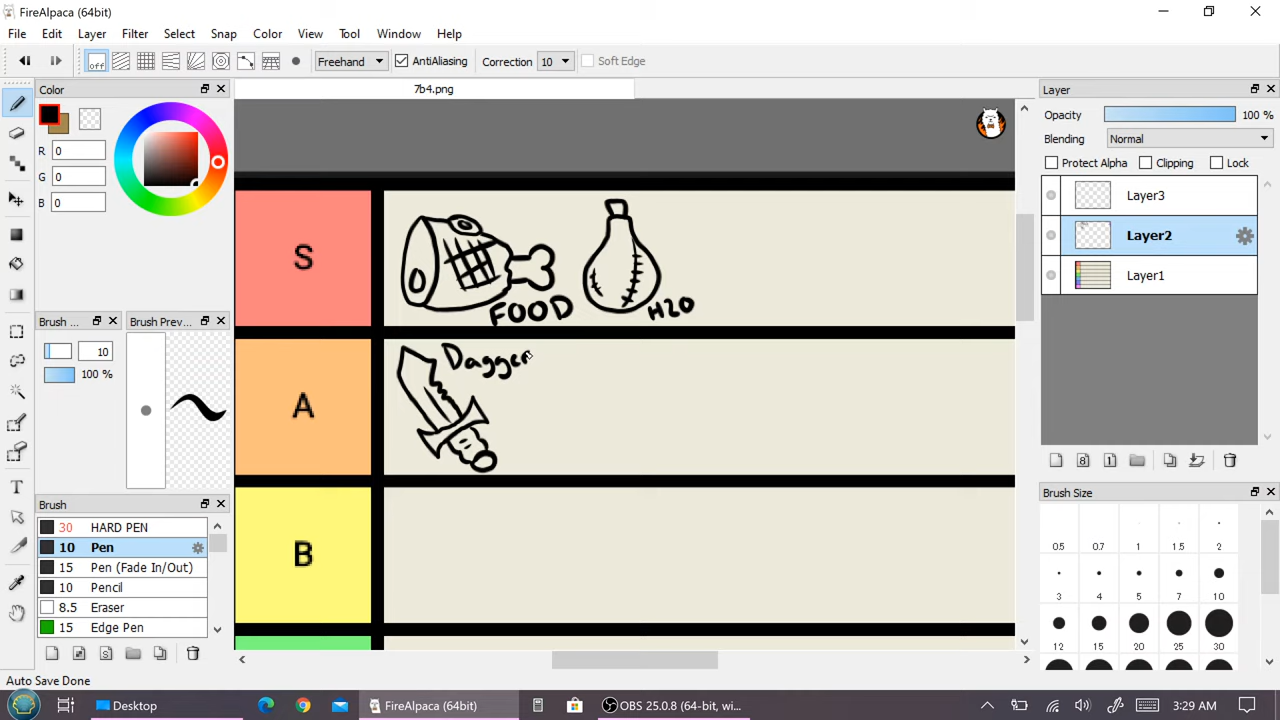 FireAlpaca (64bit)
File Edit Layer Filter Select Snap Color View Tool Window Help
off Freehand AntiAliasing Correction 10 Soft Edge
Color
7b4.png
Layer
R 0
G 0
B 0
Opacity 100 %
Blending Normal
Protect Alpha Clipping Lock
Layer3
Layer2
Layer1
S
FOOD
H2O
A
Dagger
B
Brush ...
Brush Prev...
10
100 %
Brush
30 HARD PEN
10 Pen
15 Pen (Fade In/Out)
10 Pencil
8.5 Eraser
15 Edge Pen
Brush Size
0.5 0.7 1 1.5 2
3 4 5 7 10
12 15 20 25 30
Auto Save Done
Desktop
FireAlpaca (64bit)
OBS 25.0.8 (64-bit, wi...
3:29 AM